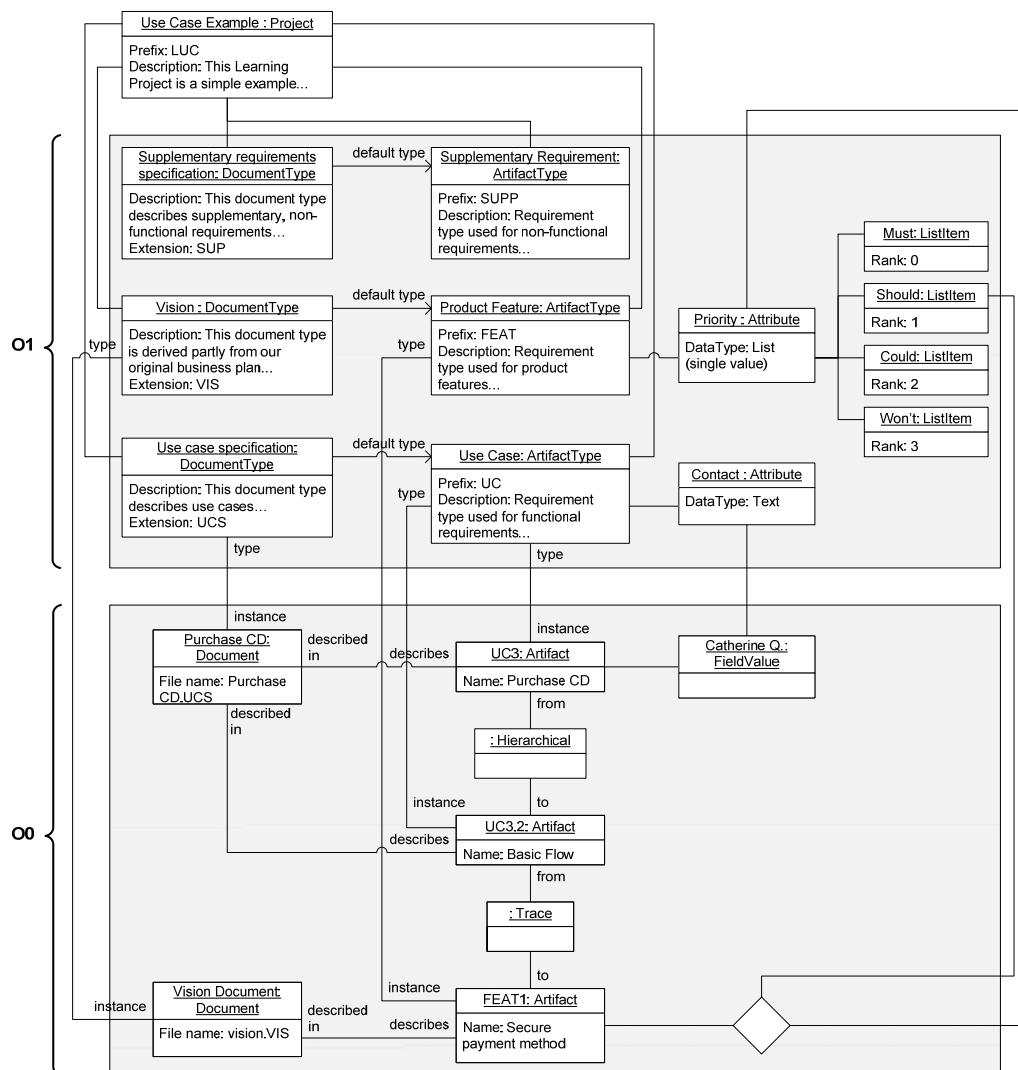 Use Case Example : Project
Prefix: LUC
Description: This Learning
Project is a simple example...
O1
Supplementary requirements
specification: DocumentType
Description: This document type
describes supplementary, non-
functional requirements...
Extension: SUP
default type
Supplementary Requirement:
ArtifactType
Prefix: SUPP
Description: Requirement
type used for non-functional
requirements...
Must: ListItem
Rank: 0
Should: ListItem
Rank: 1
Could: ListItem
Rank: 2
Won't: ListItem
Rank: 3
Vision : DocumentType
Description: This document type
is derived partly from our
original business plan...
Extension: VIS
type
default type
Product Feature: ArtifactType
Prefix: FEAT
Description: Requirement
type used for product
features...
type
Priority : Attribute
DataType: List
(single value)
Use case specification:
DocumentType
Description: This document type
describes use cases...
Extension: UCS
type
default type
Use Case: ArtifactType
Prefix: UC
Description: Requirement
type used for functional
requirements...
type
type
Contact : Attribute
DataType: Text
O0
instance
Purchase CD:
Document
File name: Purchase
CD.UCS
described
in
described
in
describes
instance
UC3: Artifact
Name: Purchase CD
from
Catherine Q.:
FieldValue
: Hierarchical
to
instance
UC3.2: Artifact
Name: Basic Flow
describes
from
: Trace
to
instance
Vision Document:
Document
File name: vision.VIS
described
in
instance
describes
FEAT1: Artifact
Name: Secure
payment method